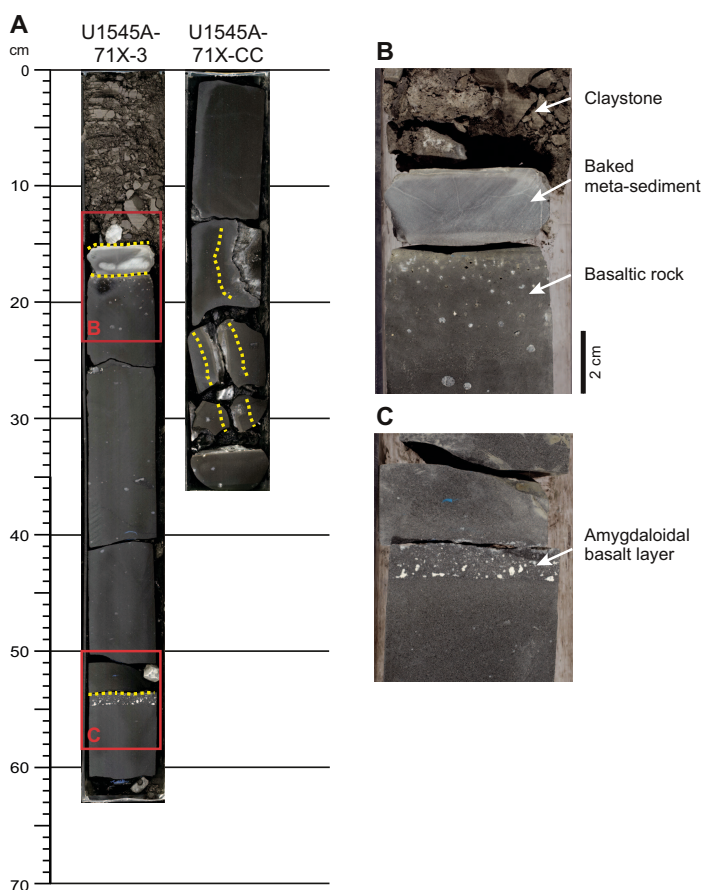 A
cm
U1545A-
71X-3
U1545A-
71X-CC
0
10
20
30
40
50
60
70
B
C
B
Claystone
Baked
meta-sediment
Basaltic rock
2 cm
C
Amygdaloidal
basalt layer